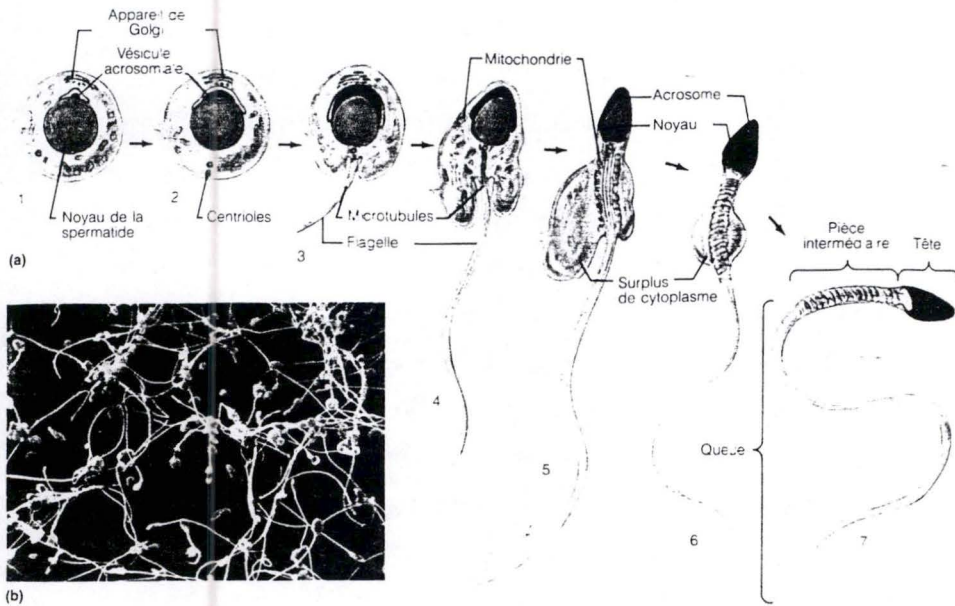 Appareil de
Golgi
Vésicule
acrosomiale
1
2
Noyau de la
spermatide
Centrioles
(a)
3
Microtubules
Flagelle
Mitochondrie
4
Acrosome
Noyau
5
Surplus
de cytoplasme
6
Pièce
intermédiaire
Tête
Queue
7
(b)